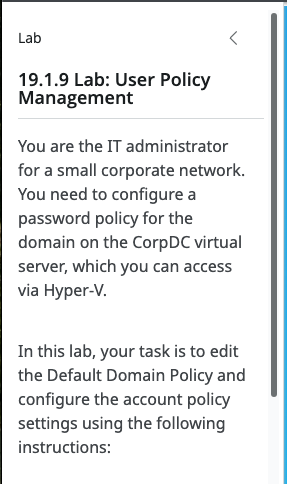 Lab
19.1.9 Lab: User Policy
Management
You are the IT administrator
for a small corporate network.
You need to configure a
password policy for the
domain on the CorpDC virtual
server, which you can access
via Hyper-V.
In this lab, your task is to edit
the Default Domain Policy and
configure the account policy
settings using the following
instructions: